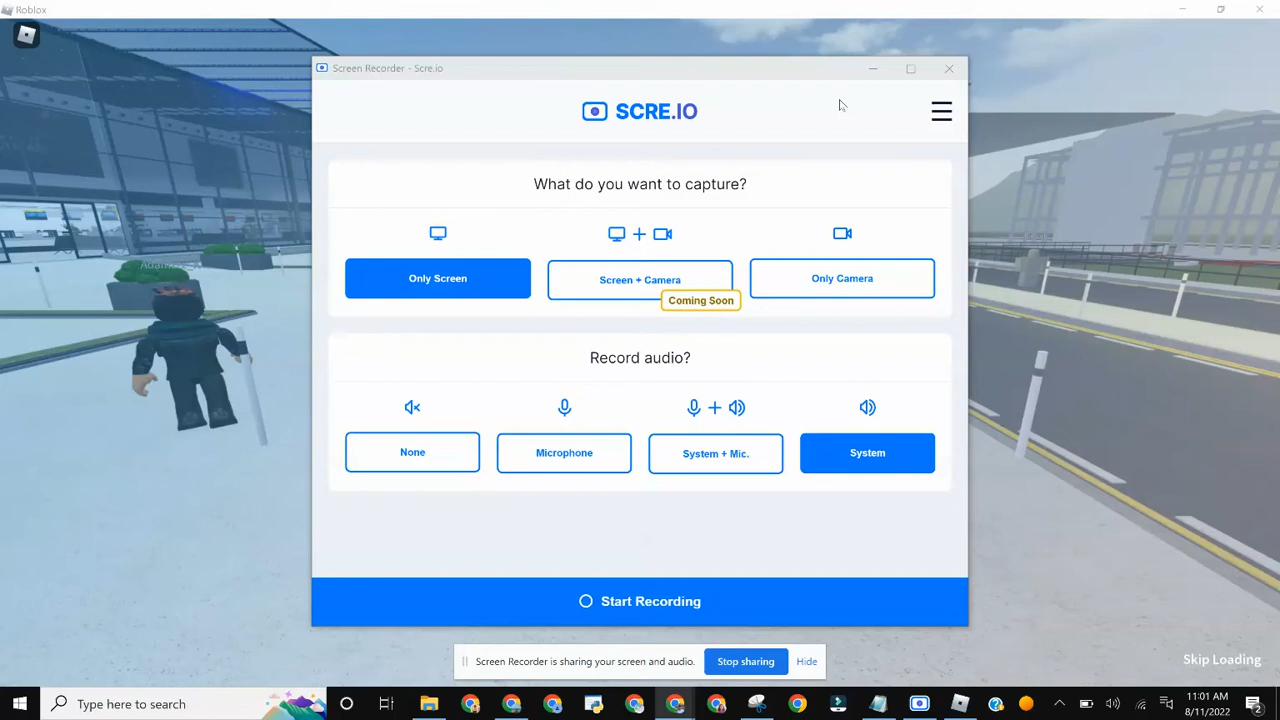 Roblox
Screen Recorder - Scre.io
SCRE.IO
What do you want to capture?
Only Screen
Screen + Camera
Only Camera
Coming Soon
Record audio?
None
Microphone
System + Mic.
System
Start Recording
Screen Recorder is sharing your screen and audio.
Stop sharing
Hide
Skip Loading
Type here to search
11:01 AM
8/11/2022
2